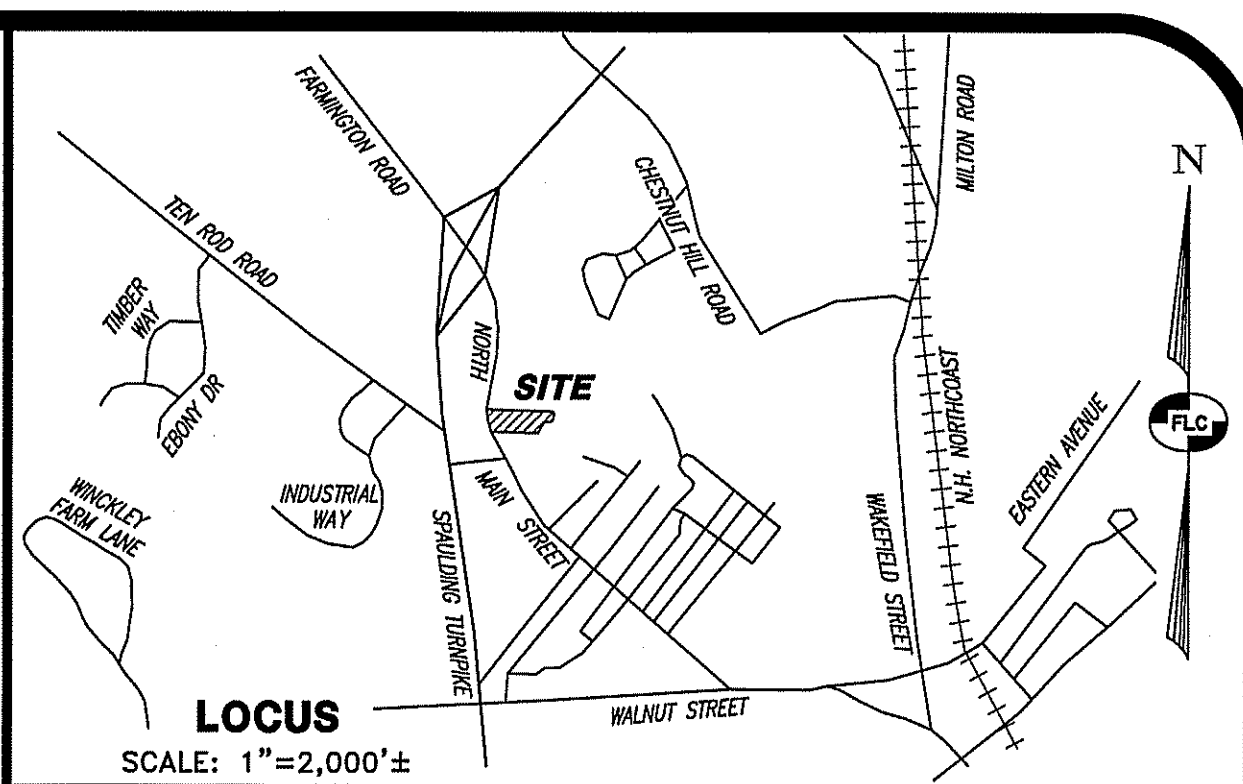 FARMINGTON ROAD
MILTON ROAD
N
CHESTNUT HILL ROAD
TEN ROD ROAD
TIMBER
WAY
NORTH
SITE
N.H. NORTHCOAST
EBONY DR
EASTERN AVENUE
FLC
INDUSTRIAL
WAY
MAIN STREET
WINCKLEY
FARM LANE
SPAULDING TURNPIKE
WAKEFIELD STREET
WALNUT STREET
LOCUS
SCALE: 1"=2,000'±